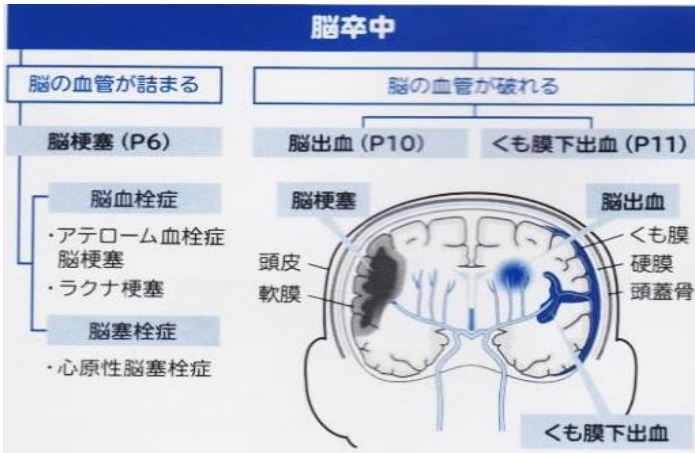 脳卒中
脳の血管が詰まる
脳の血管が破れる
脳梗塞(P6)
脳出血(P10)
くも膜下出血(P11)
脳血栓症
・アテローム血栓症
脳梗塞
・ラクナ梗塞
脳塞栓症
・心原性脳塞栓症
脳梗塞
脳出血
頭皮
軟膜
くも膜
硬膜
頭蓋骨
くも膜下出血